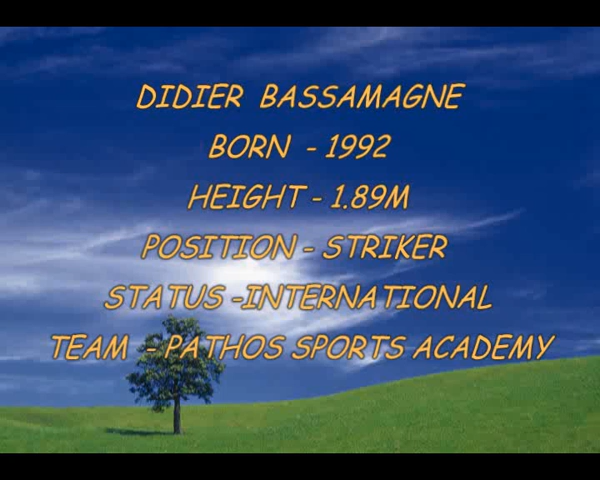 DIDIER BASSAMAGNE
BORN - 1992
HEIGHT - 1.89M
POSITION - STRIKER
STATUS -INTERNATIONAL
TEAM - PATHOS SPORTS ACADEMY